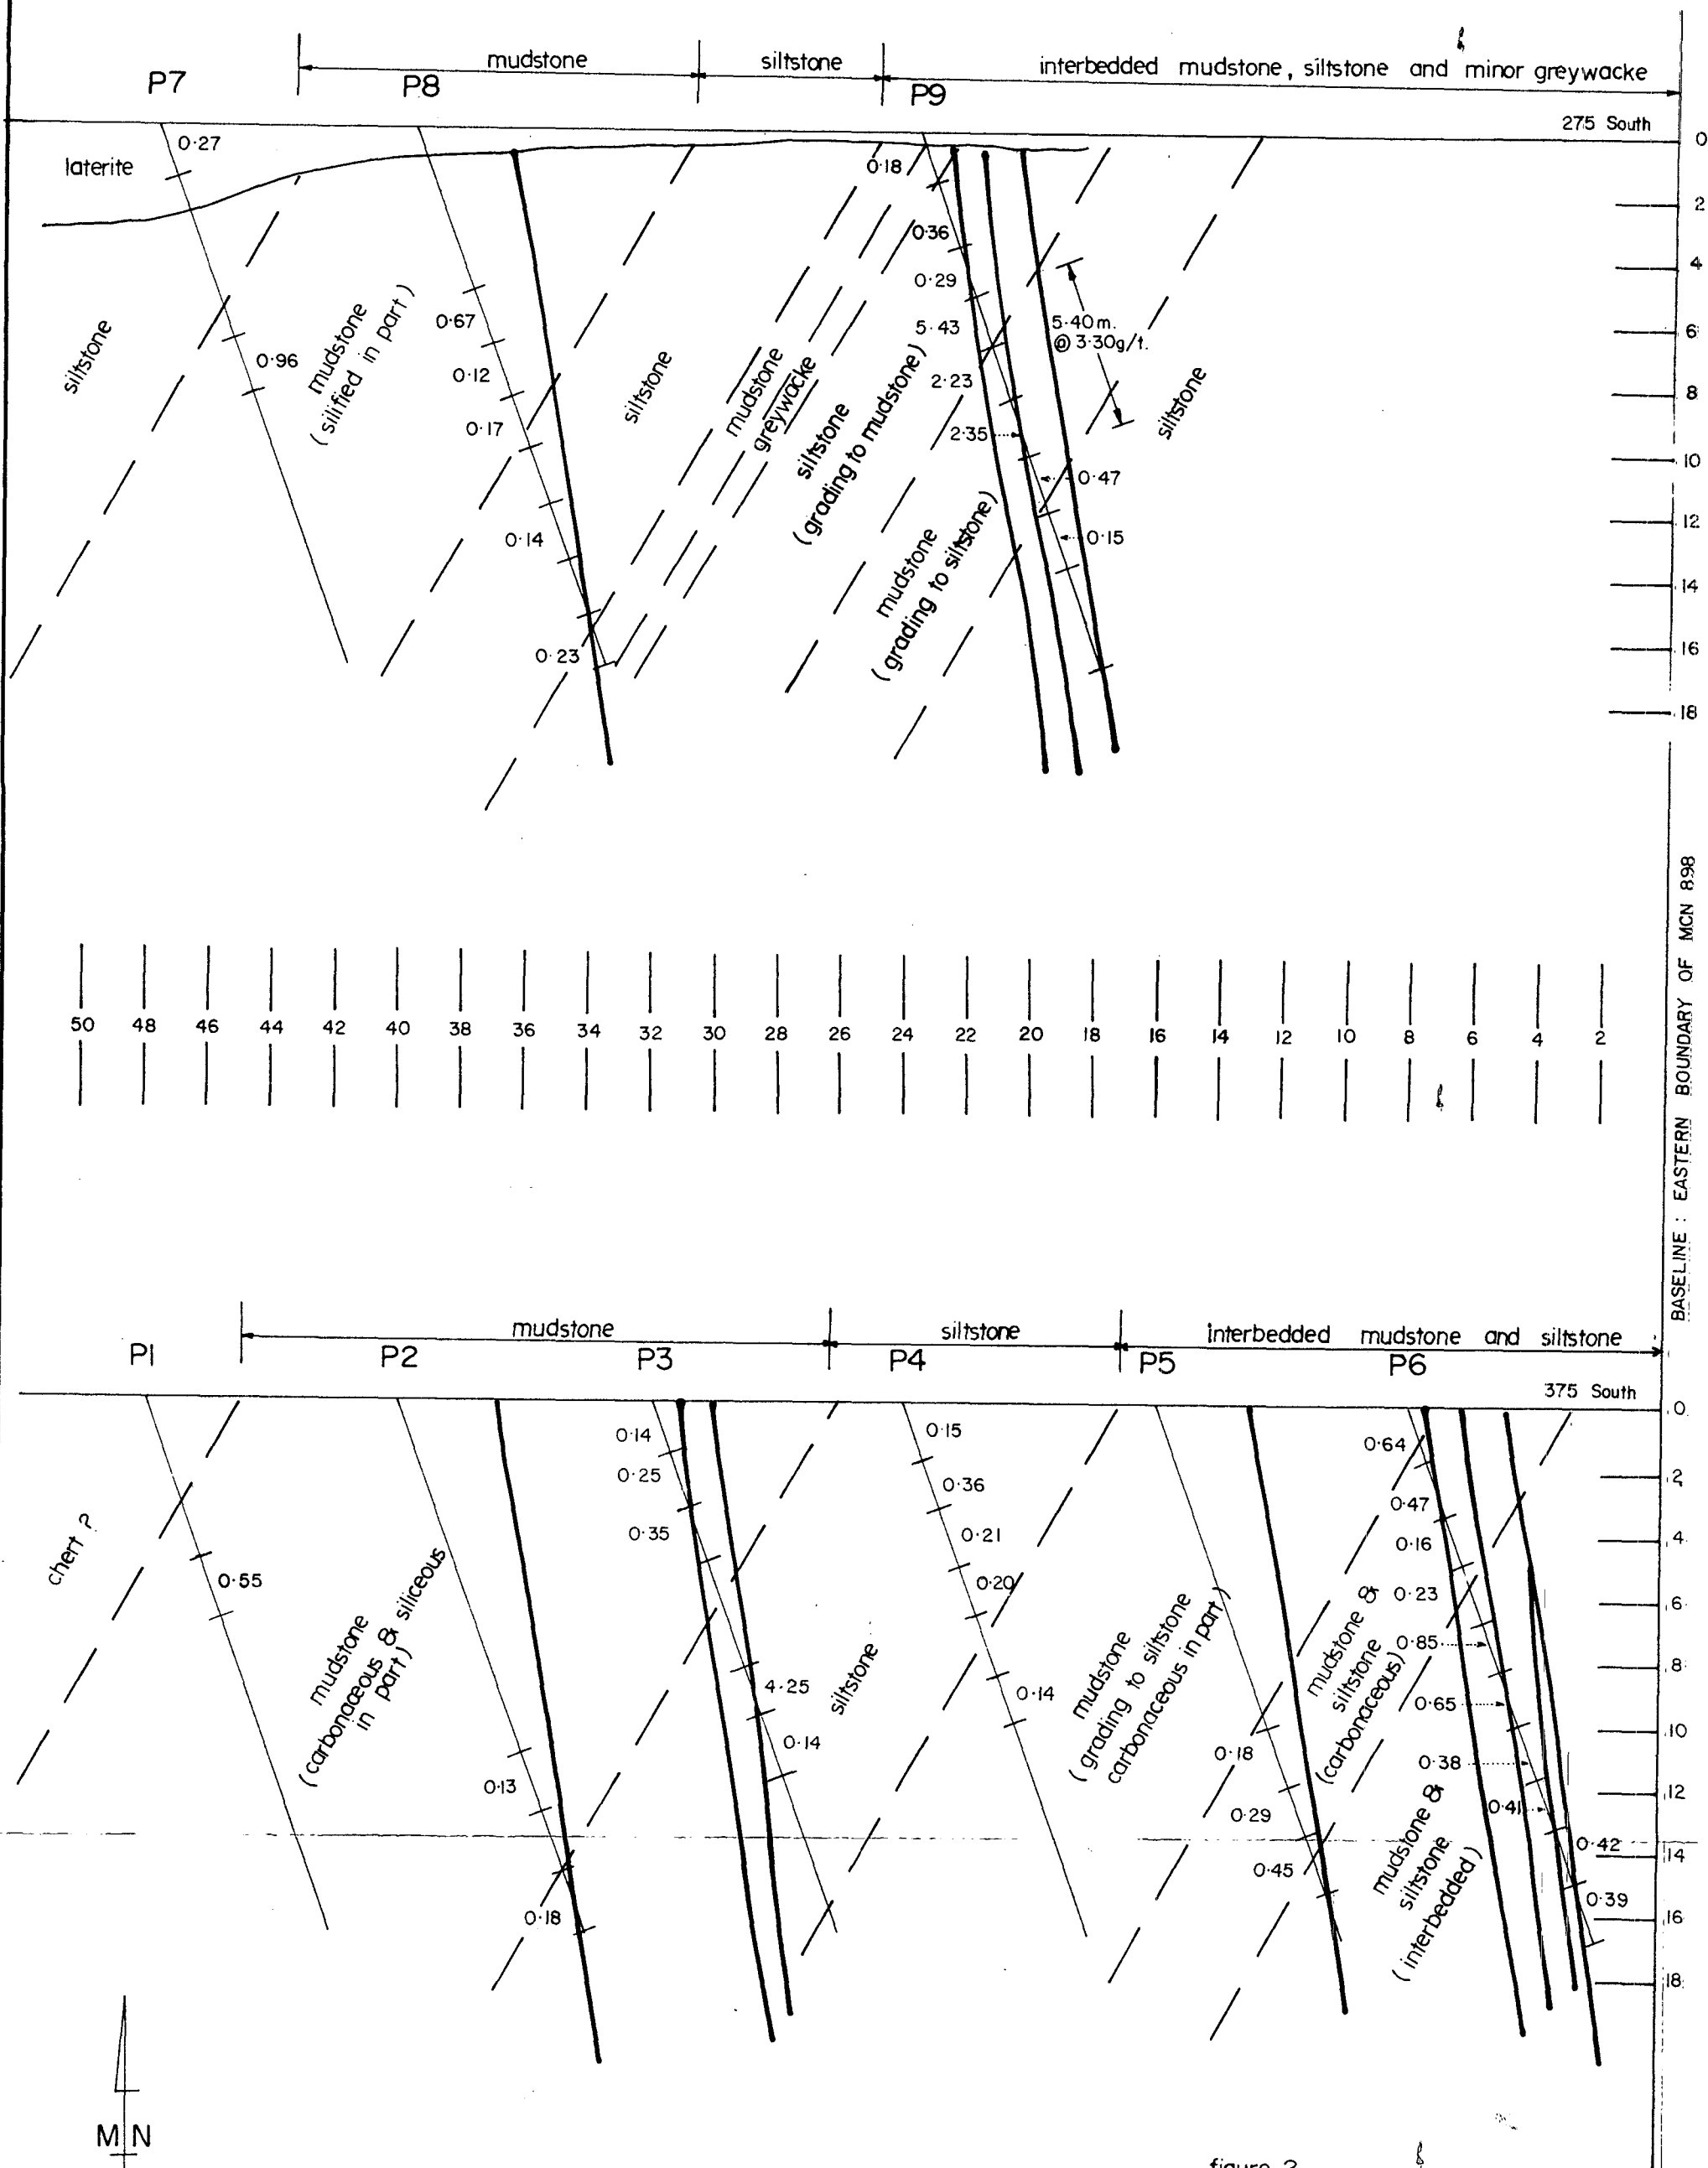 mudstone
siltstone
interbedded mudstone, siltstone and minor greywacke
P7
P8
P9
275 South
0
2
4
6
8
10
12
14
16
18
laterite
0·27
0·96
siltstone
mudstone
(silified in part)
0·67
0·12
0·17
0·14
0·23
siltstone
mudstone
greywacke
siltstone
(grading to mudstone)
mudstone
(grading to siltstone)
0·18
0·36
0·29
5·43
2·23
2·35
0·47
0·15
5·40m.
@ 3·30g/t.
siltstone
50 48 46 44 42 40 38 36 34 32 30 28 26 24 22 20 18 16 14 12 10 8 6 4 2
BASELINE : EASTERN BOUNDARY OF MCN 898
mudstone
siltstone
interbedded mudstone and siltstone
P1
P2
P3
P4
P5
P6
375 South
0
2
4
6
8
10
12
14
16
18
chert ?
0·55
mudstone
(carbonaceous & siliceous
in part)
0·13
0·18
0·14
0·25
0·35
4·25
0·14
siltstone
0·15
0·36
0·21
0·20
0·14
mudstone
(grading to siltstone
carbonaceous in part)
0·18
0·29
0·45
mudstone &
siltstone
(carbonaceous)
mudstone &
siltstone
(interbedded)
0·64
0·47
0·16
0·23
0·85
0·65
0·38
0·41
0·42
0·39
M N